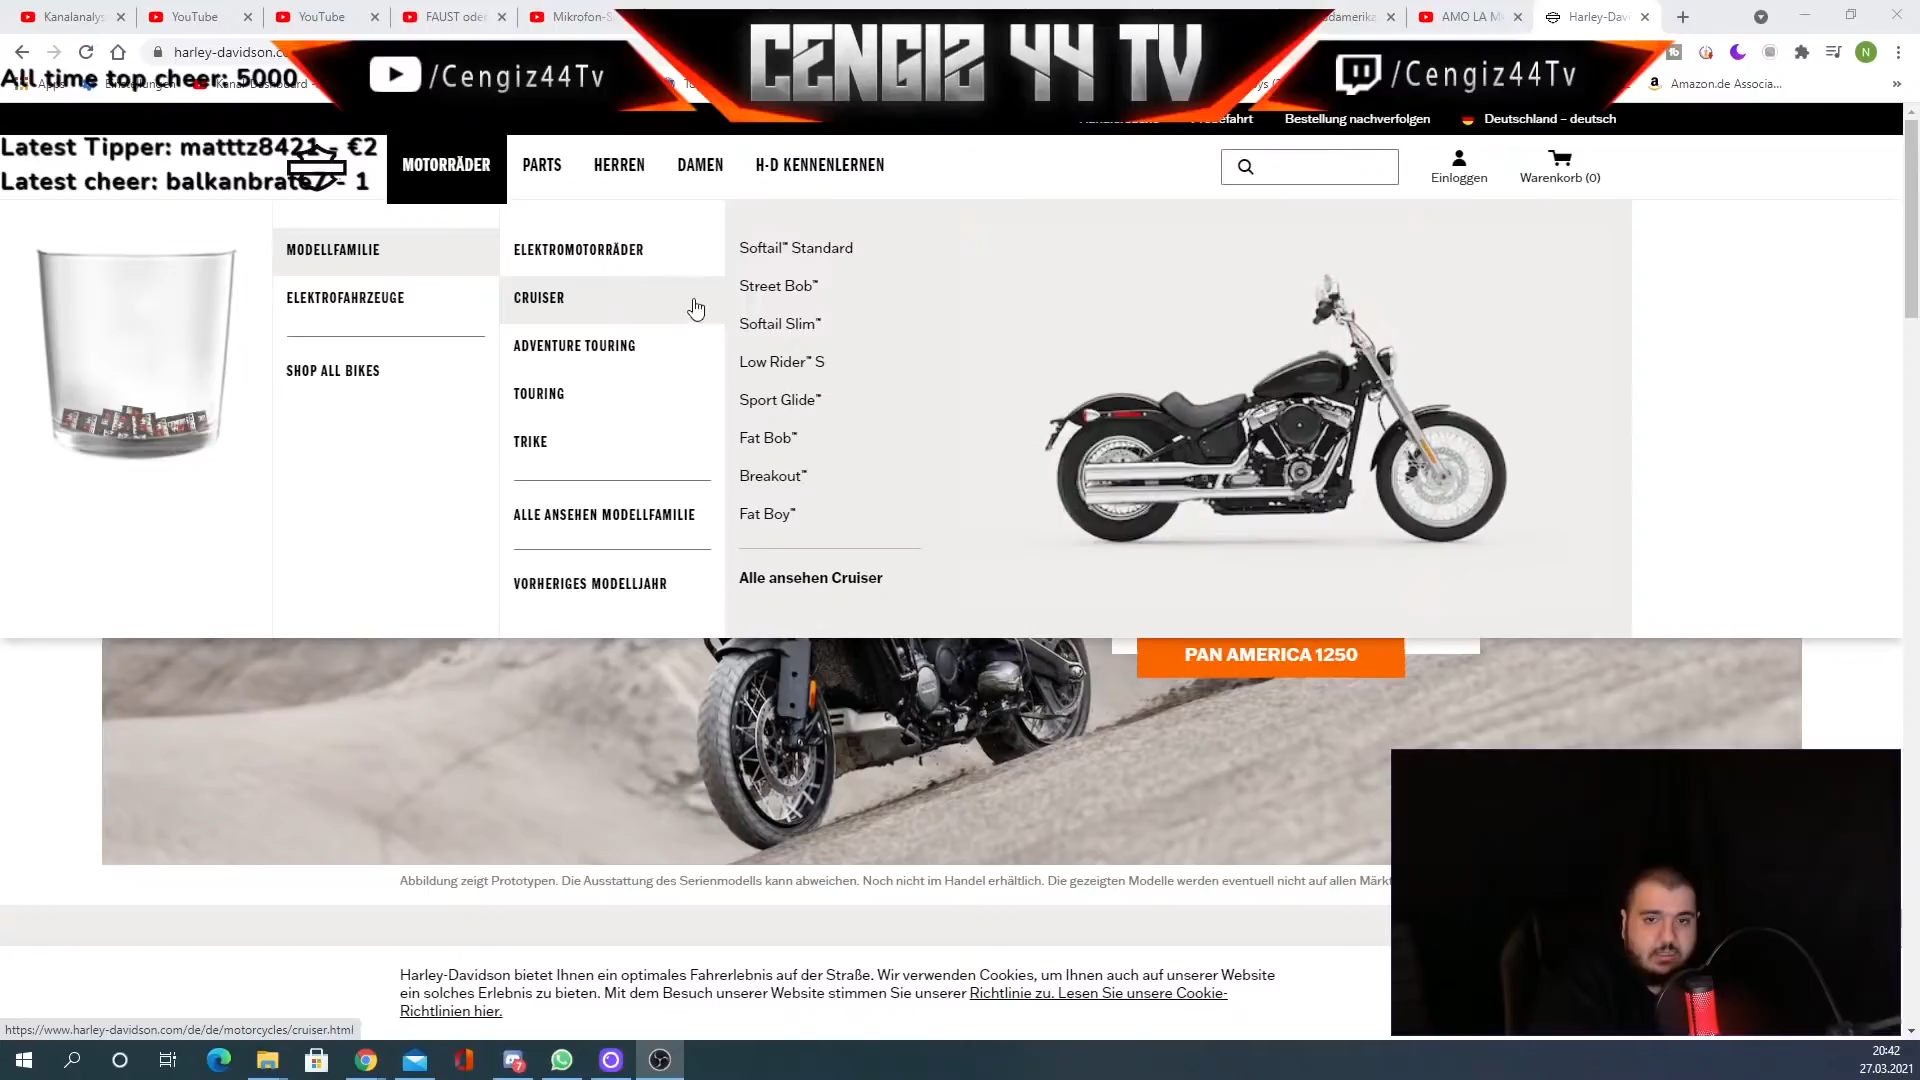 Kanalanalys
YouTube
YouTube
FAUST oder
Mikrofon-S
damerika
AMO LA M
Harley-Dav
harley-davidson.c
/Cengiz44Tv
CENGIZ 44 TV
/Cengiz44Tv
N
All time top cheer: 5000
Apps
Einstellungen
Kanal-Dashboard
Amazon.de Associa...
Bestellung nachverfolgen
Deutschland – deutsch
Latest Tipper: matttz8421 - €2
Latest cheer: balkanbrate7 - 1
MOTORRÄDER
PARTS
HERREN
DAMEN
H-D KENNENLERNEN
Einloggen
Warenkorb (0)
MODELLFAMILIE
ELEKTROFAHRZEUGE
SHOP ALL BIKES
ELEKTROMOTORRÄDER
CRUISER
ADVENTURE TOURING
TOURING
TRIKE
ALLE ANSEHEN MODELLFAMILIE
VORHERIGES MODELLJAHR
Softail™ Standard
Street Bob™
Softail Slim™
Low Rider™ S
Sport Glide™
Fat Bob™
Breakout™
Fat Boy™
Alle ansehen Cruiser
PAN AMERICA 1250
Abbildung zeigt Prototypen. Die Ausstattung des Serienmodells kann abweichen. Noch nicht im Handel erhältlich. Die gezeigten Modelle werden eventuell nicht auf allen Märkt
Harley-Davidson bietet Ihnen ein optimales Fahrerlebnis auf der Straße. Wir verwenden Cookies, um Ihnen auch auf unserer Website
ein solches Erlebnis zu bieten. Mit dem Besuch unserer Website stimmen Sie unserer Richtlinie zu. Lesen Sie unsere Cookie-
Richtlinien hier.
https://www.harley-davidson.com/de/de/motorcycles/cruiser.html
7
20:42
27.03.2021